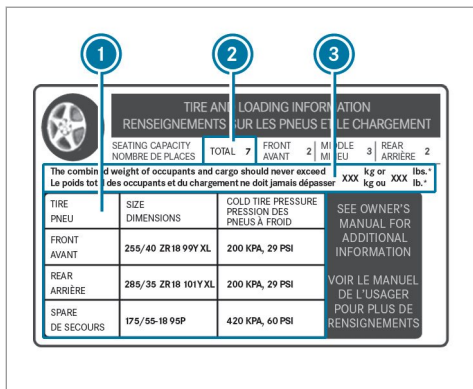 1 2 3
TIRE AND LOADING INFORMATION
RENSEIGNEMENTS SUR LES PNEUS ET LE CHARGEMENT
SEATING CAPACITY
NOMBRE DE PLACES
TOTAL 7
FRONT
AVANT 2
MIDDLE
MILIEU 3
REAR
ARRIÈRE 2
The combined weight of occupants and cargo should never exceed XXX kg or XXX lbs.*
Le poids total des occupants et du chargement ne doit jamais dépasser XXX kg ou XXX lb.*
TIRE
PNEU
SIZE
DIMENSIONS
COLD TIRE PRESSURE
PRESSION DES
PNEUS À FROID
FRONT
AVANT
255/40 ZR18 99Y XL
200 KPA, 29 PSI
REAR
ARRIÈRE
285/35 ZR18 101Y XL
200 KPA, 29 PSI
SPARE
DE SECOURS
175/55-18 95P
420 KPA, 60 PSI
SEE OWNER'S
MANUAL FOR
ADDITIONAL
INFORMATION
VOIR LE MANUEL
DE L'USAGER
POUR PLUS DE
RENSIGNEMENTS